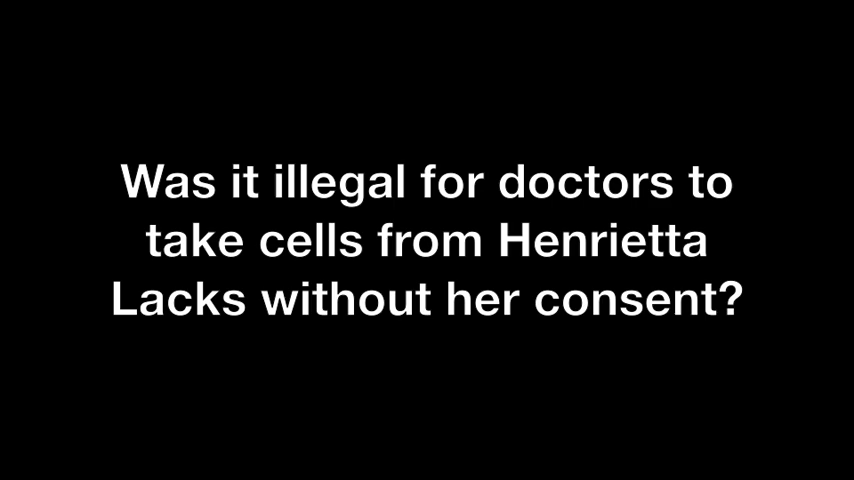 Was it illegal for doctors to
take cells from Henrietta
Lacks without her consent?